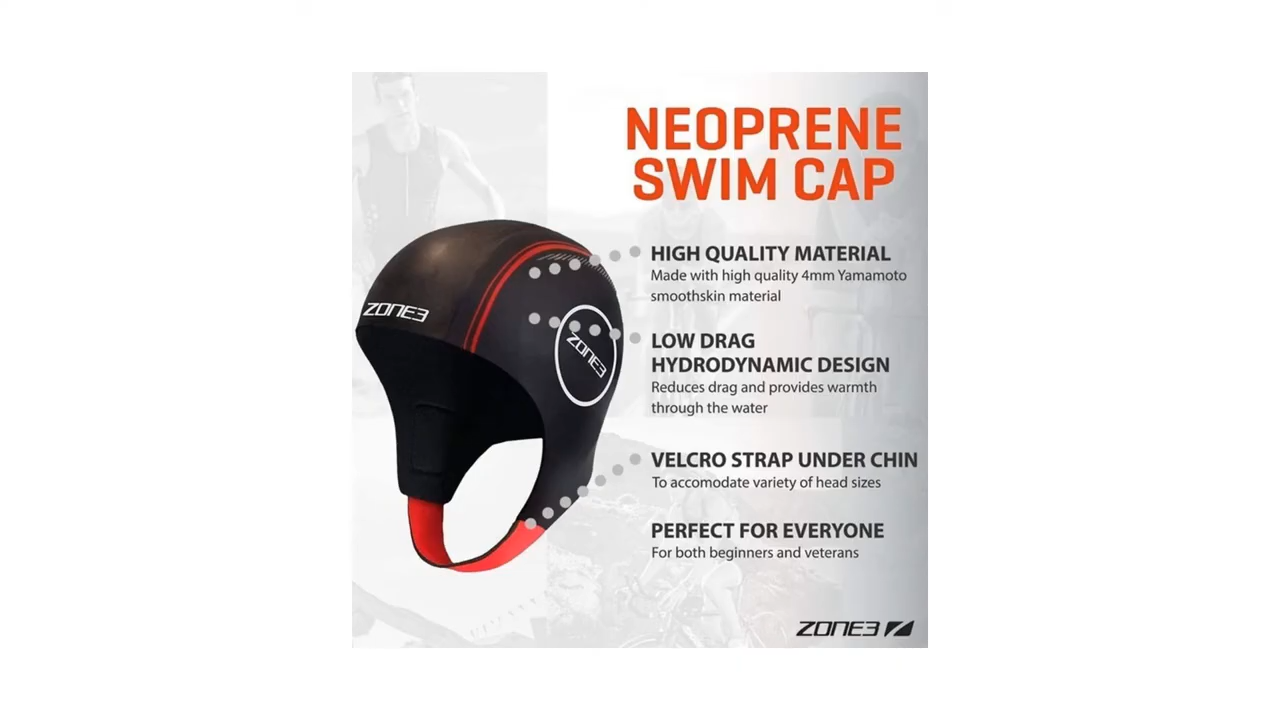 NEOPRENE
SWIM CAP
HIGH QUALITY MATERIAL
Made with high quality 4mm Yamamoto
smoothskin material
ZONE3
ZONE3
LOW DRAG
HYDRODYNAMIC DESIGN
Reduces drag and provides warmth
through the water
VELCRO STRAP UNDER CHIN
To accomodate variety of head sizes
PERFECT FOR EVERYONE
For both beginners and veterans
ZONE3